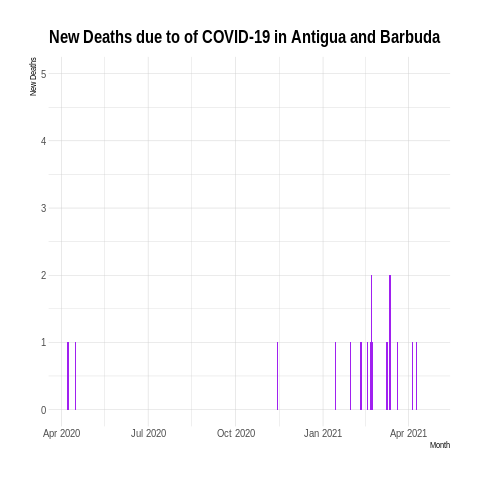 New Deaths due to of COVID-19 in Antigua and Barbuda
New Deaths
5
4
3
2
1
0
Apr 2020 Jul 2020 Oct 2020 Jan 2021 Apr 2021
Month